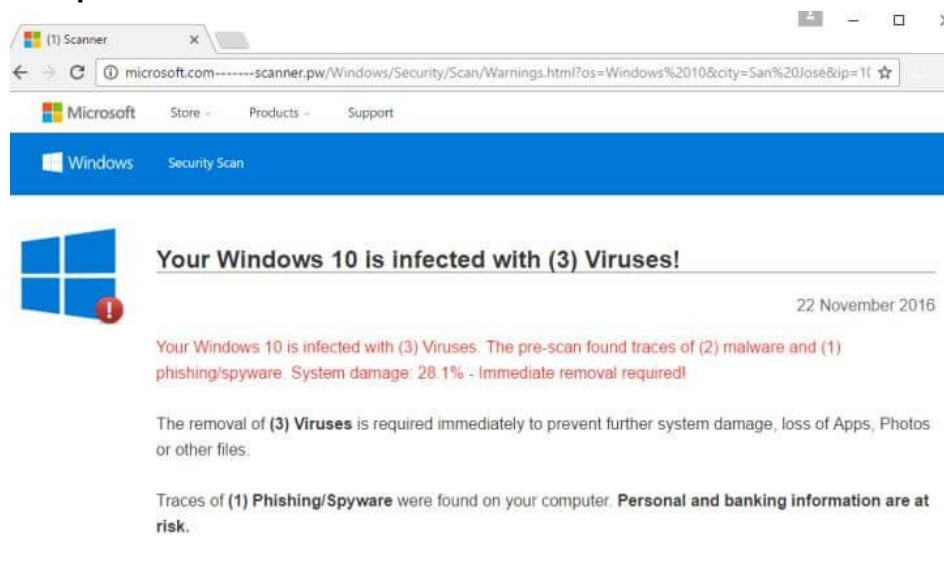 (1) Scanner
microsoft.com-------scanner.pw/Windows/Security/Scan/Warnings.html?os=Windows%2010&city=San%20José&ip=1
Microsoft Store Products Support
Windows Security Scan
Your Windows 10 is infected with (3) Viruses!
22 November 2016
Your Windows 10 is infected with (3) Viruses. The pre-scan found traces of (2) malware and (1)
phishing/spyware. System damage: 28.1% - Immediate removal required!
The removal of (3) Viruses is required immediately to prevent further system damage, loss of Apps, Photos
or other files.
Traces of (1) Phishing/Spyware were found on your computer. Personal and banking information are at
risk.